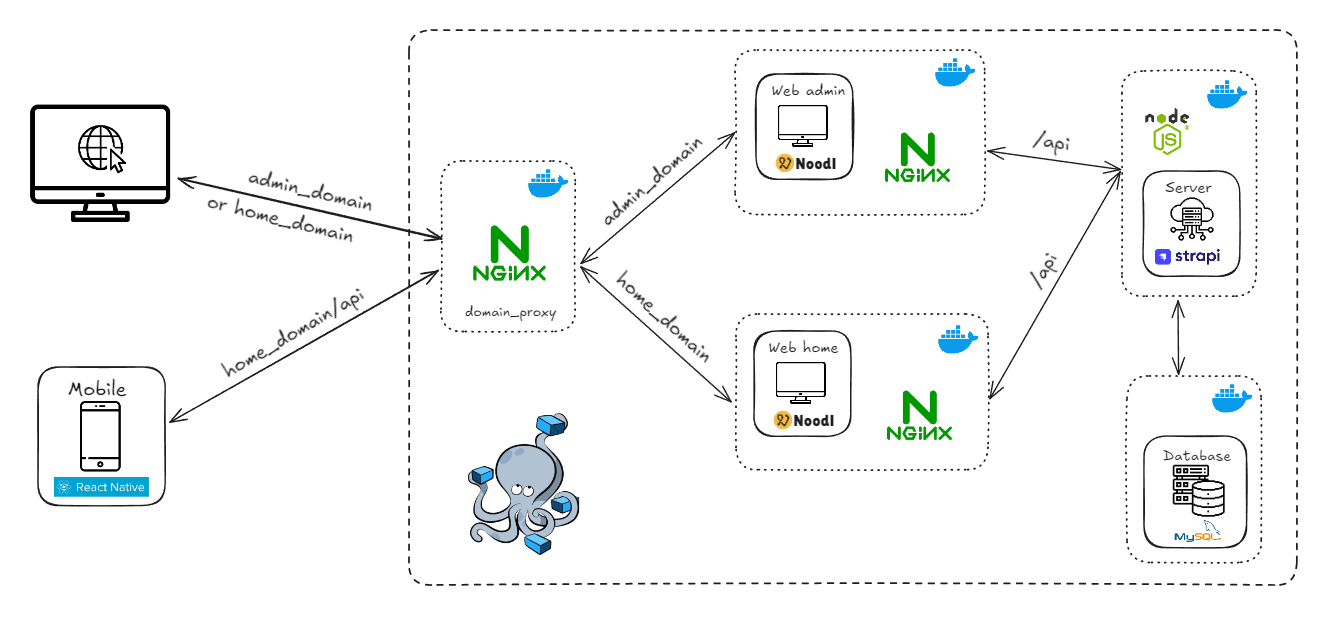 admin_domain
or home_domain
home_domain/api
Mobile
React Native
NGINX
domain_proxy
admin_domain
home_domain
Web admin
Noodl
NGINX
Web home
Noodl
NGINX
/api
/api
node
JS
Server
strapi
Database
MySQL